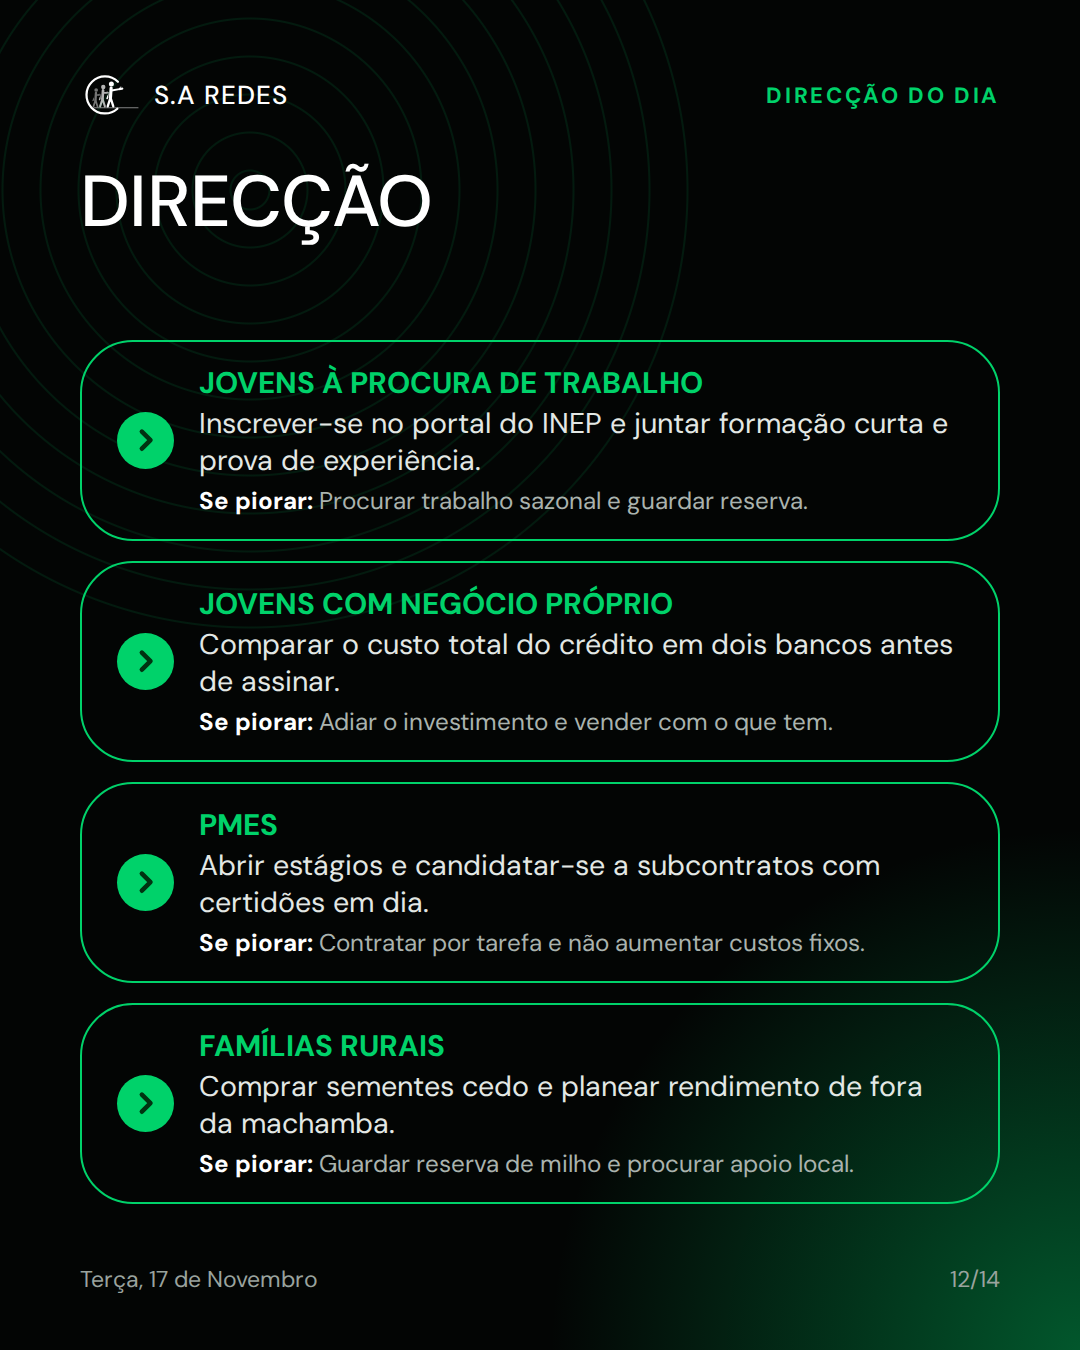 S.A REDES
DIRECÇÃO DO DIA
DIRECÇÃO
JOVENS À PROCURA DE TRABALHO
Inscrever-se no portal do INEP e juntar formação curta e
prova de experiência.
Se piorar: Procurar trabalho sazonal e guardar reserva.
JOVENS COM NEGÓCIO PRÓPRIO
Comparar o custo total do crédito em dois bancos antes
de assinar.
Se piorar: Adiar o investimento e vender com o que tem.
PMES
Abrir estágios e candidatar-se a subcontratos com
certidões em dia.
Se piorar: Contratar por tarefa e não aumentar custos fixos.
FAMÍLIAS RURAIS
Comprar sementes cedo e planear rendimento de fora
da machamba.
Se piorar: Guardar reserva de milho e procurar apoio local.
Terça, 17 de Novembro
12/14